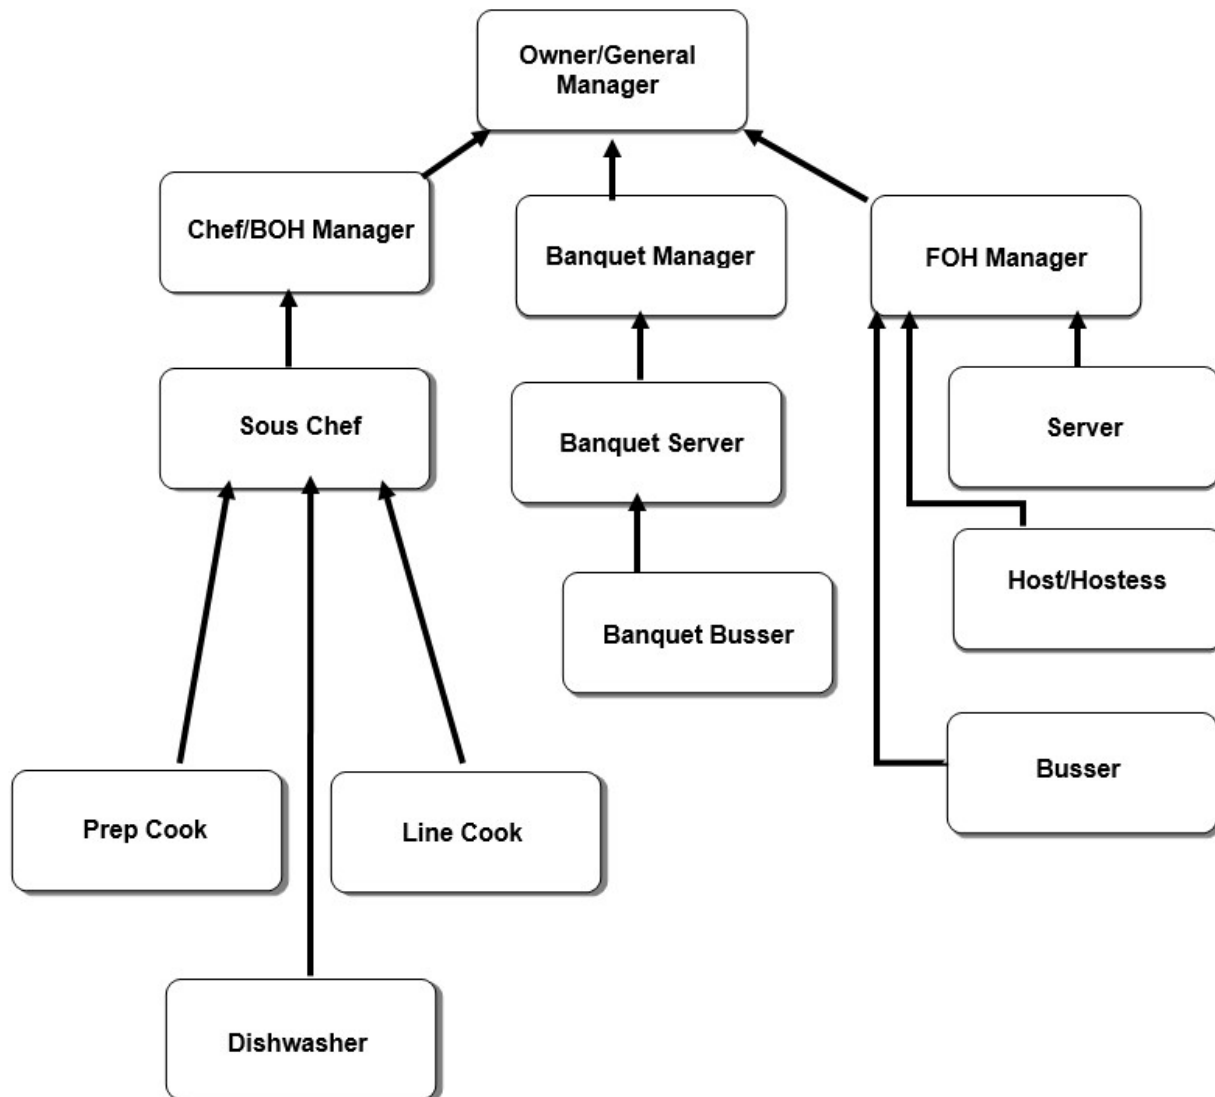 Owner/General
Manager
Chef/BOH Manager
Banquet Manager
FOH Manager
Sous Chef
Banquet Server
Server
Host/Hostess
Banquet Busser
Busser
Prep Cook
Line Cook
Dishwasher